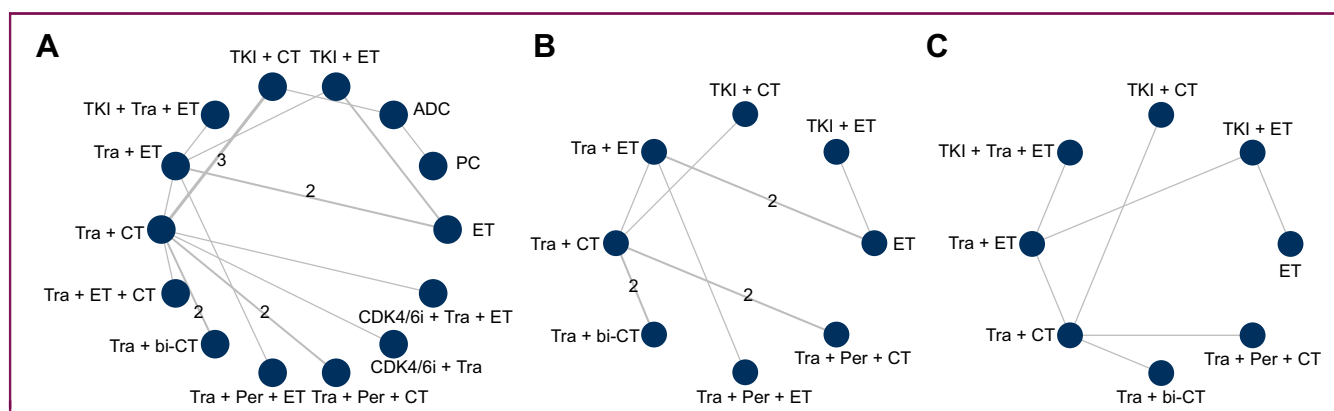 A
TKI + CT
TKI + ET
TKI + Tra + ET
ADC
Tra + ET
PC
3
2
Tra + CT
ET
Tra + ET + CT
CDK4/6i + Tra + ET
2
2
Tra + bi-CT
CDK4/6i + Tra
Tra + Per + ET
Tra + Per + CT
B
TKI + CT
TKI + ET
Tra + ET
2
Tra + CT
ET
2
2
Tra + bi-CT
Tra + Per + CT
Tra + Per + ET
C
TKI + CT
TKI + ET
TKI + Tra + ET
Tra + ET
ET
Tra + CT
Tra + Per + CT
Tra + bi-CT